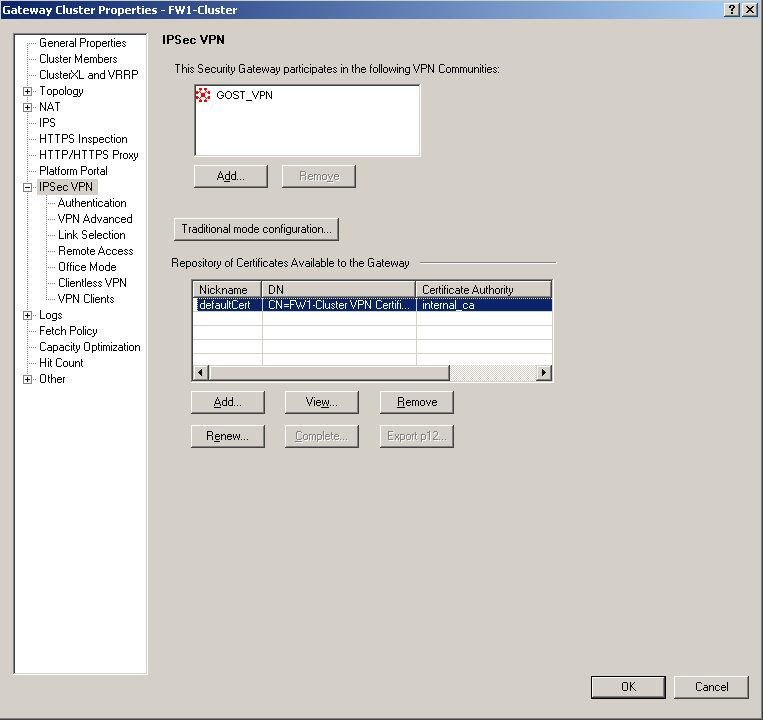 Gateway Cluster Properties - FW1-Cluster
General Properties
Cluster Members
ClusterXL and VRRP
Topology
NAT
IPS
HTTPS Inspection
HTTP/HTTPS Proxy
Platform Portal
IPSec VPN
Authentication
VPN Advanced
Link Selection
Remote Access
Office Mode
Clientless VPN
VPN Clients
Logs
Fetch Policy
Capacity Optimization
Hit Count
Other
IPSec VPN
This Security Gateway participates in the following VPN Communities:
GOST_VPN
Add... Remove
Traditional mode configuration...
Repository of Certificates Available to the Gateway
Nickname DN Certificate Authority
defaultCert CN=FW1-Cluster VPN Certifi... internal_ca
Add... View... Remove
Renew... Complete... Export p12...
OK Cancel